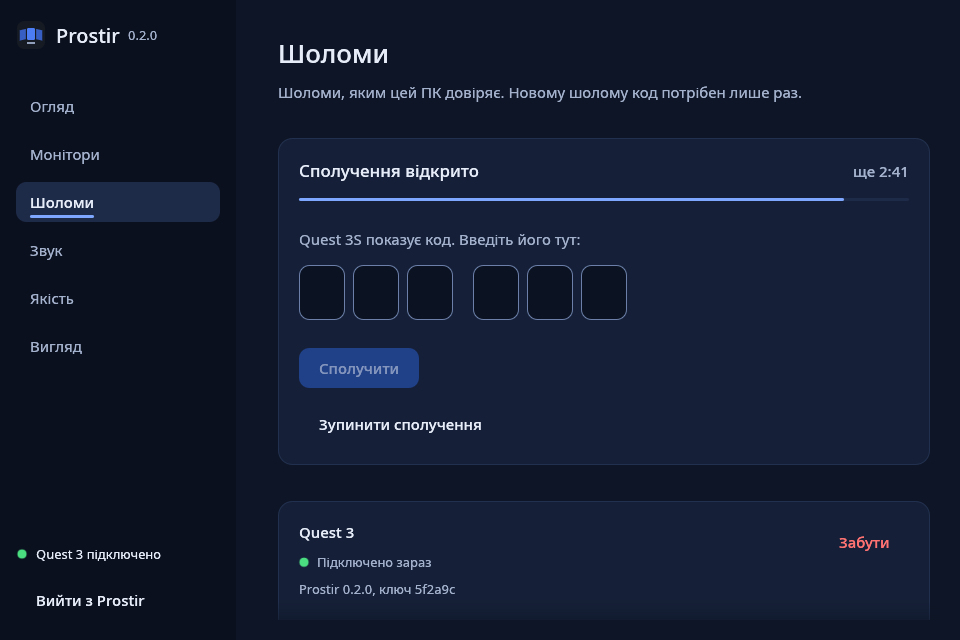 Prostir 0.2.0
Огляд
Монітори
Шоломи
Звук
Якість
Вигляд
Quest 3 підключено
Вийти з Prostir
Шоломи
Шоломи, яким цей ПК довіряє. Новому шолому код потрібен лише раз.
Сполучення відкрито
ще 2:41
Quest 3S показує код. Введіть його тут:
Сполучити
Зупинити сполучення
Quest 3
Забути
Підключено зараз
Prostir 0.2.0, ключ 5f2a9c